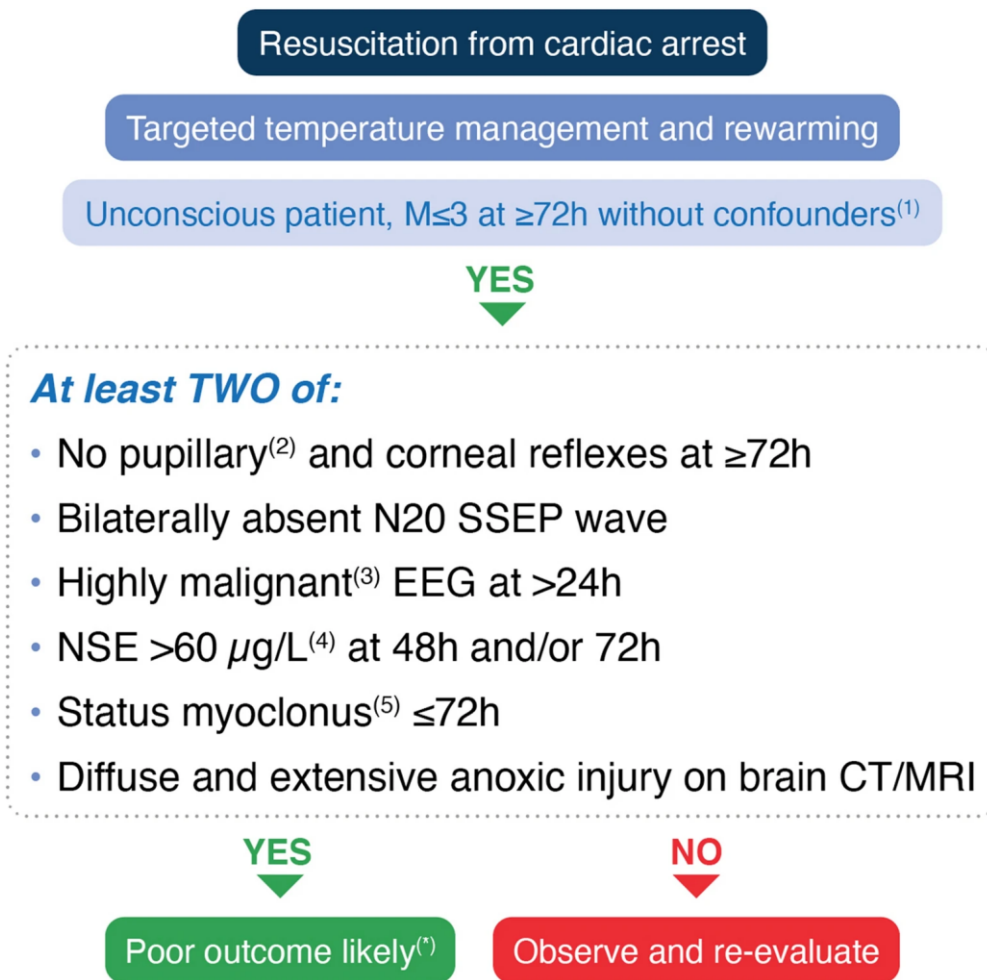 Resuscitation from cardiac arrest
Targeted temperature management and rewarming
Unconscious patient, M≤3 at ≥72h without confounders(1)
YES
At least TWO of:
• No pupillary(2) and corneal reflexes at ≥72h
• Bilaterally absent N20 SSEP wave
• Highly malignant(3) EEG at >24h
• NSE >60 µg/L(4) at 48h and/or 72h
• Status myoclonus(5) ≤72h
• Diffuse and extensive anoxic injury on brain CT/MRI
YES NO
Poor outcome likely(*) Observe and re-evaluate